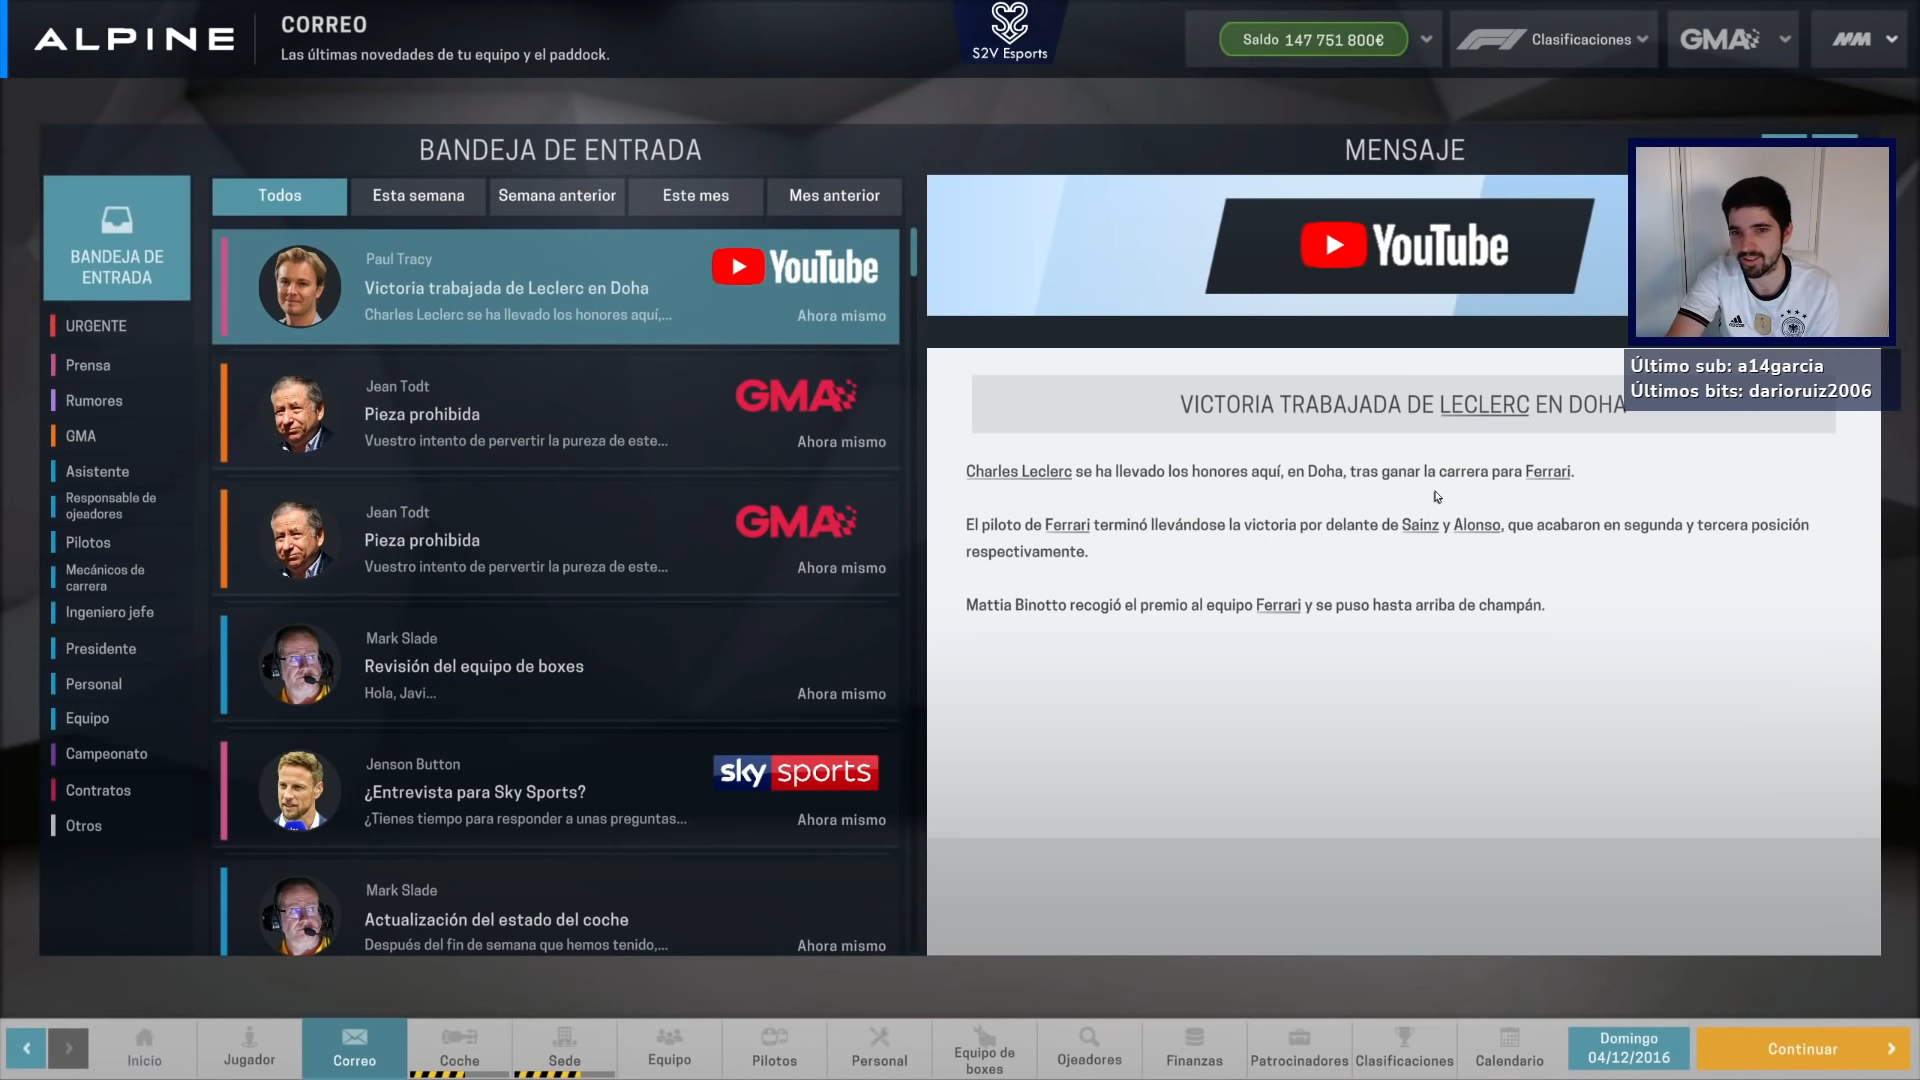 ALPINE
CORREO
Las últimas novedades de tu equipo y el paddock.
S2V Esports
Saldo 147 751 800€
Clasificaciones
GMA
BANDEJA DE ENTRADA
MENSAJE
BANDEJA DE
ENTRADA
URGENTE
Prensa
Rumores
GMA
Asistente
Responsable de
ojeadores
Pilotos
Mecánicos de
carrera
Ingeniero jefe
Presidente
Personal
Equipo
Campeonato
Contratos
Otros
Todos
Esta semana
Semana anterior
Este mes
Mes anterior
Paul Tracy
Victoria trabajada de Leclerc en Doha
Charles Leclerc se ha llevado los honores aquí,...
YouTube
Ahora mismo
Jean Todt
Pieza prohibida
Vuestro intento de pervertir la pureza de este...
GMA
Ahora mismo
Jean Todt
Pieza prohibida
Vuestro intento de pervertir la pureza de este...
GMA
Ahora mismo
Mark Slade
Revisión del equipo de boxes
Hola, Javi...
Ahora mismo
Jenson Button
¿Entrevista para Sky Sports?
¿Tienes tiempo para responder a unas preguntas...
sky sports
Ahora mismo
Mark Slade
Actualización del estado del coche
Después del fin de semana que hemos tenido,...
Ahora mismo
YouTube
Último sub: a14garcia
Últimos bits: darioruiz2006
VICTORIA TRABAJADA DE LECLERC EN DOHA
Charles Leclerc se ha llevado los honores aquí, en Doha, tras ganar la carrera para Ferrari.
El piloto de Ferrari terminó llevándose la victoria por delante de Sainz y Alonso, que acabaron en segunda y tercera posición
respectivamente.
Mattia Binotto recogió el premio al equipo Ferrari y se puso hasta arriba de champán.
Inicio
Jugador
Correo
Coche
Sede
Equipo
Pilotos
Personal
Equipo de
boxes
Ojeadores
Finanzas
Patrocinadores
Clasificaciones
Calendario
Domingo
04/12/2016
Continuar